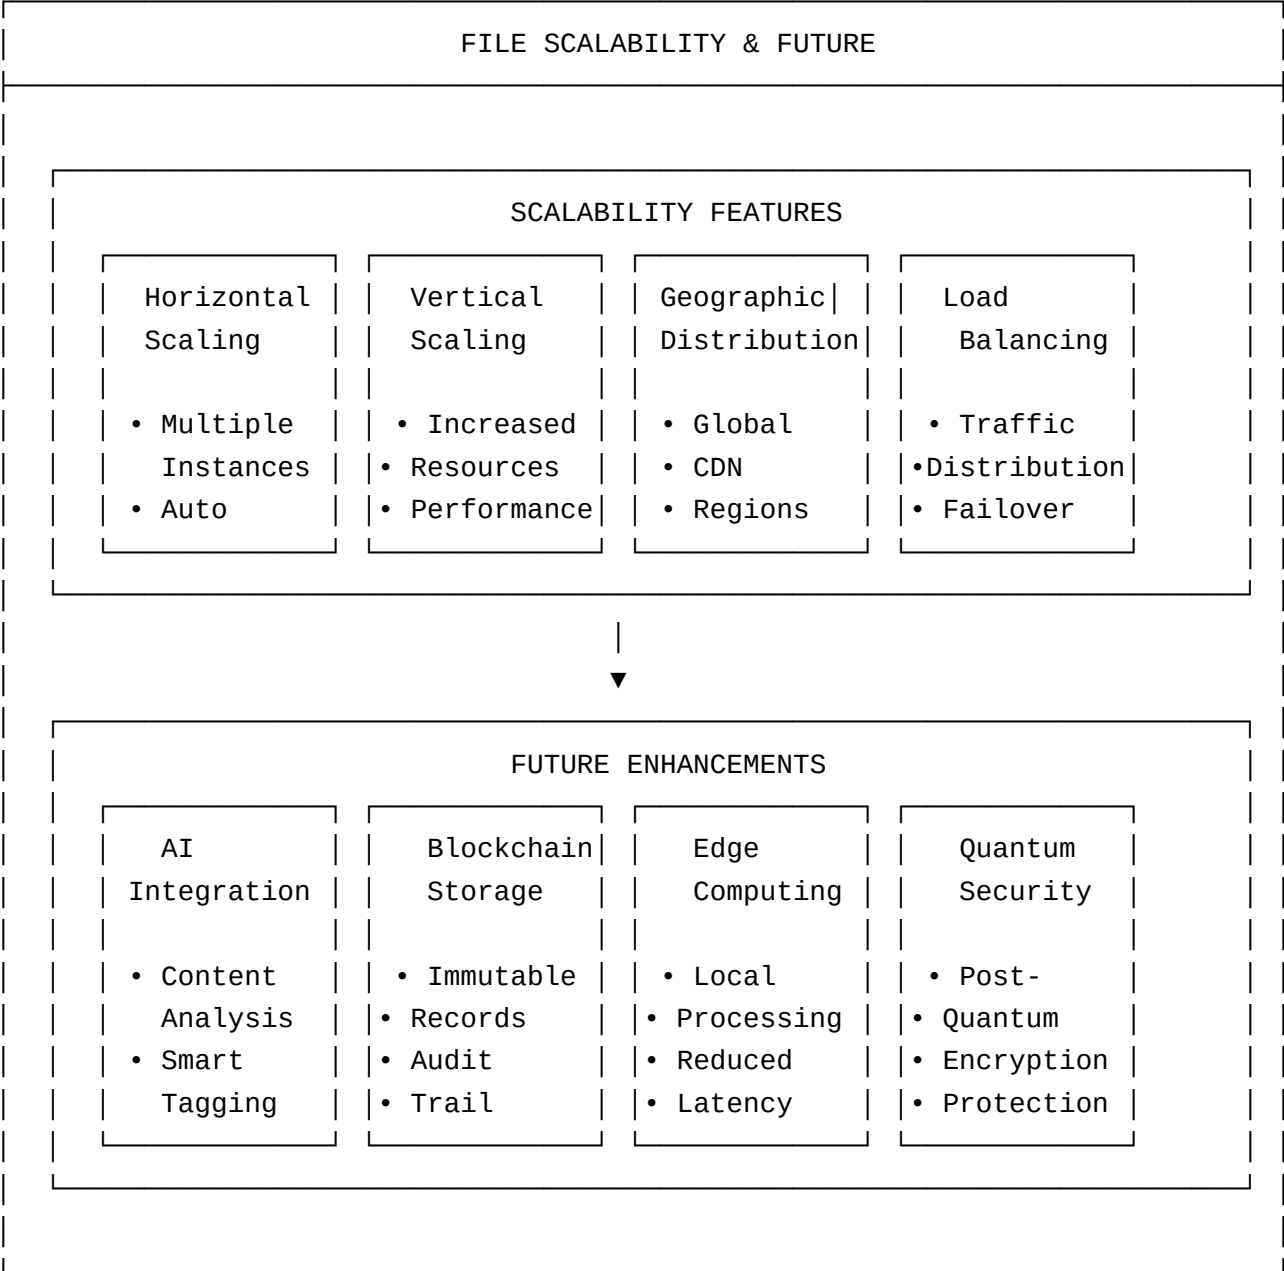 FILE SCALABILITY & FUTURE
SCALABILITY FEATURES
Horizontal
Scaling
• Multiple
Instances
• Auto
Vertical
Scaling
• Increased
• Resources
• Performance
Geographic
Distribution
• Global
• CDN
• Regions
Load
Balancing
• Traffic
•Distribution
• Failover
▼
FUTURE ENHANCEMENTS
AI
Integration
• Content
Analysis
• Smart
Tagging
Blockchain
Storage
• Immutable
• Records
• Audit
• Trail
Edge
Computing
• Local
• Processing
• Reduced
• Latency
Quantum
Security
• Post-
• Quantum
• Encryption
• Protection